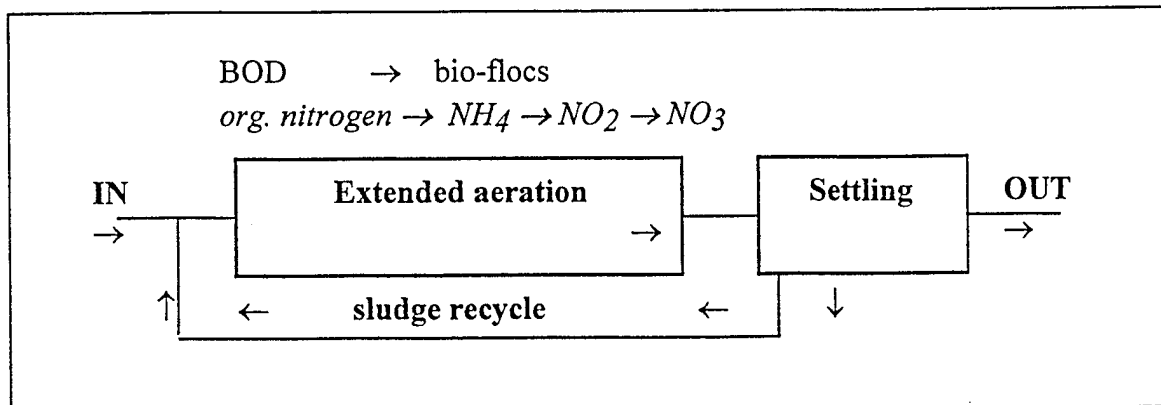 BOD → bio-flocs
org. nitrogen → NH4 → NO2 → NO3
IN
→
Extended aeration
→
Settling
OUT
→
↑
← sludge recycle ←
↓